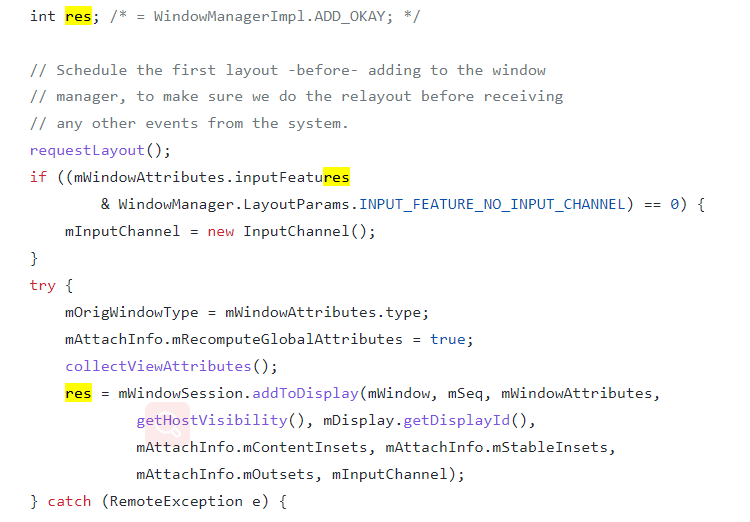 int res; /* = WindowManagerImpl.ADD_OKAY; */
// Schedule the first layout -before- adding to the window
// manager, to make sure we do the relayout before receiving
// any other events from the system.
requestLayout();
if ((mWindowAttributes.inputFeatures
& WindowManager.LayoutParams.INPUT_FEATURE_NO_INPUT_CHANNEL) == 0) {
mInputChannel = new InputChannel();
}
try {
mOrigWindowType = mWindowAttributes.type;
mAttachInfo.mRecomputeGlobalAttributes = true;
collectViewAttributes();
res = mWindowSession.addToDisplay(mWindow, mSeq, mWindowAttributes,
getHostVisibility(), mDisplay.getDisplayId(),
mAttachInfo.mContentInsets, mAttachInfo.mStableInsets,
mAttachInfo.mOutsets, mInputChannel);
} catch (RemoteException e) {